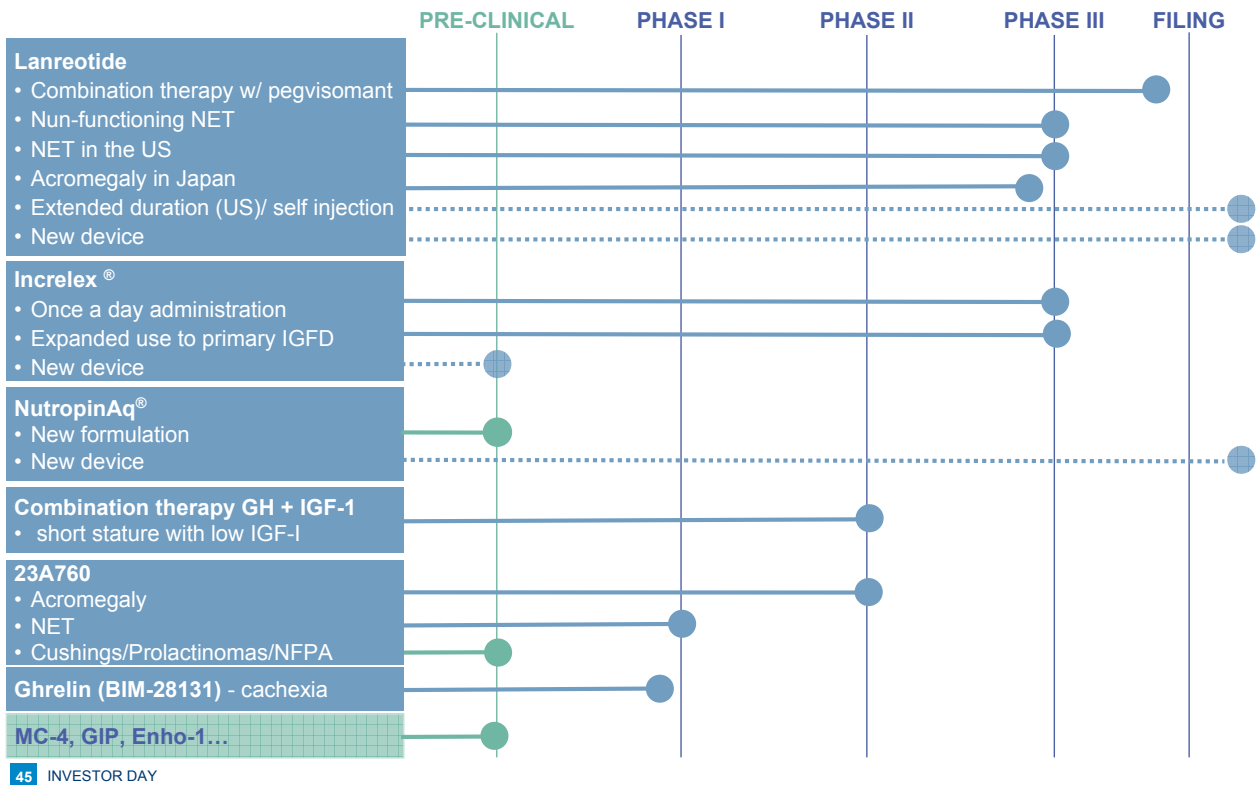 PRE-CLINICAL PHASE I PHASE II PHASE III FILING
Lanreotide
• Combination therapy w/ pegvisomant
• Nun-functioning NET
• NET in the US
• Acromegaly in Japan
• Extended duration (US)/ self injection
• New device
Increlex ®
• Once a day administration
• Expanded use to primary IGFD
• New device
NutropinAq®
• New formulation
• New device
Combination therapy GH + IGF-1
• short stature with low IGF-I
23A760
• Acromegaly
• NET
• Cushings/Prolactinomas/NFPA
Ghrelin (BIM-28131) - cachexia
MC-4, GIP, Enho-1…
45 INVESTOR DAY